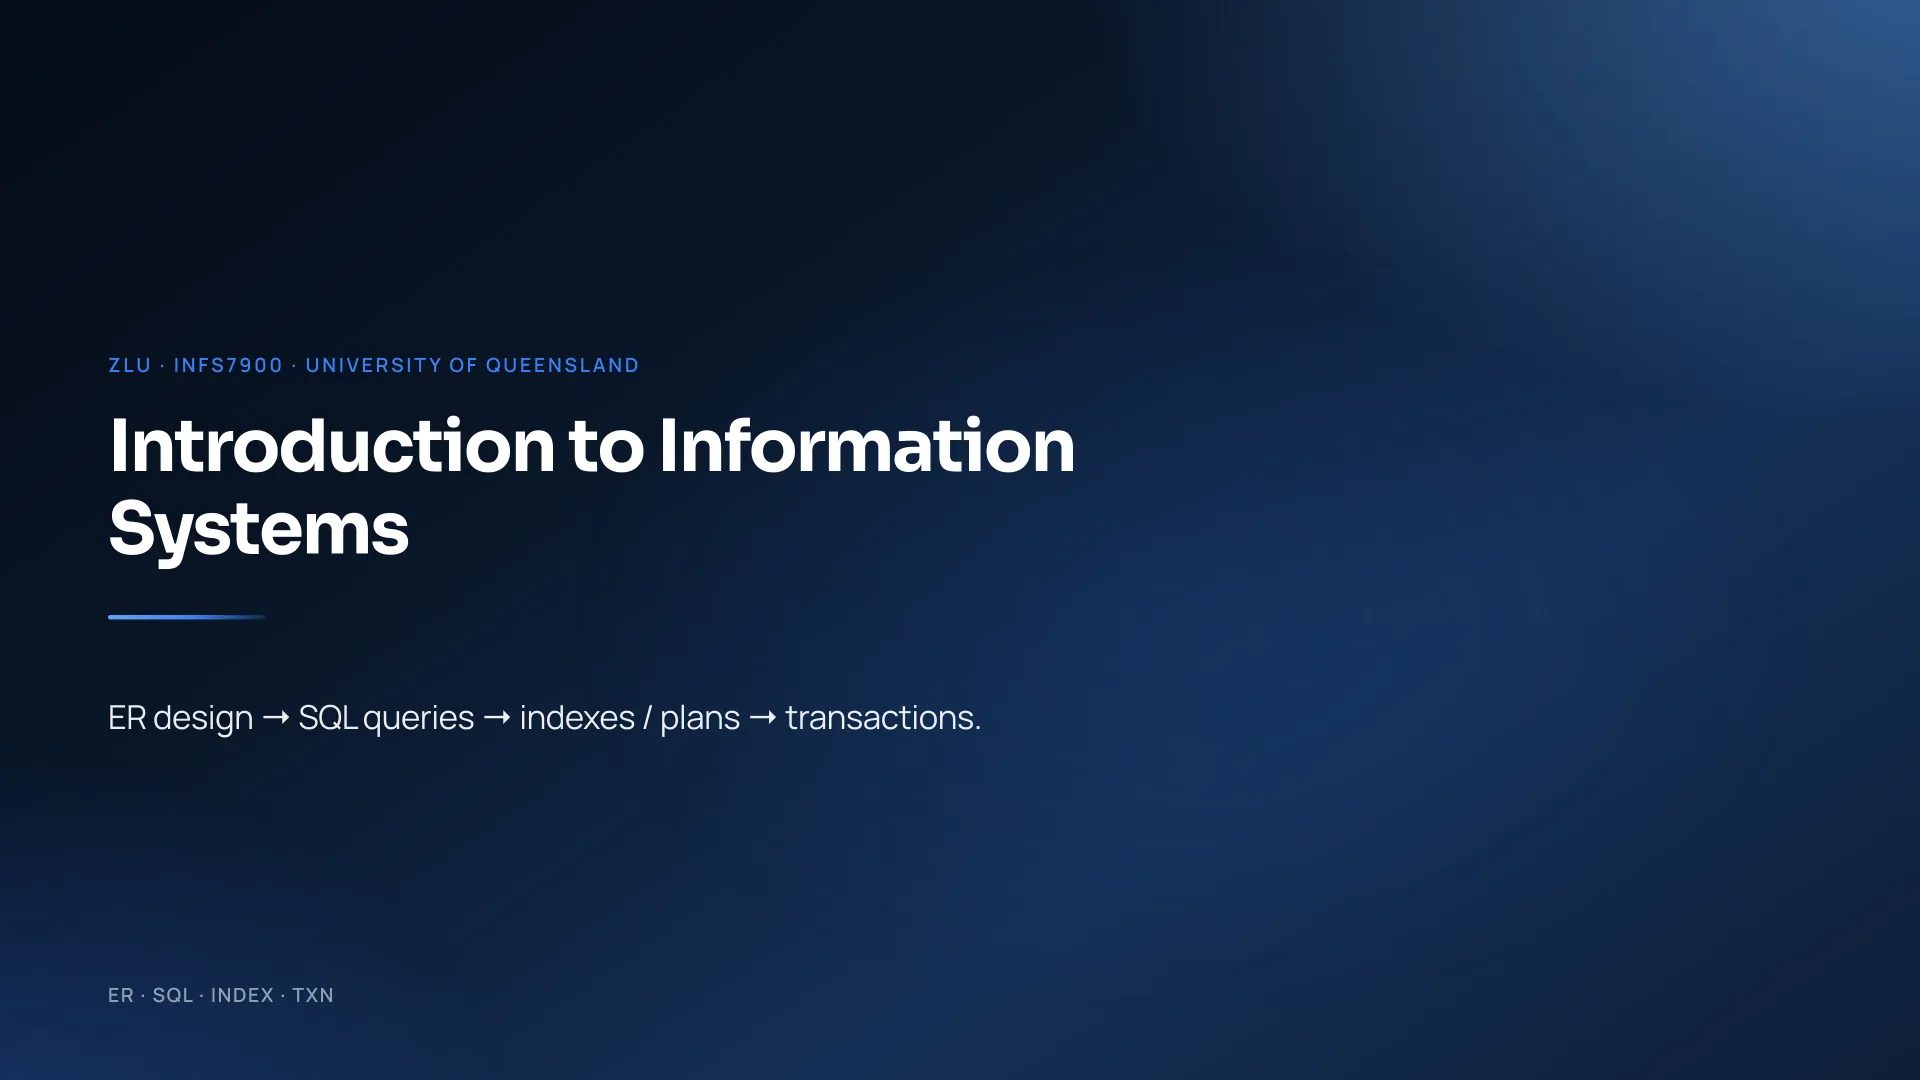 ZLU · INFS7900 · UNIVERSITY OF QUEENSLAND
Introduction to Information
Systems
ER design → SQL queries → indexes / plans → transactions.
ER · SQL · INDEX · TXN